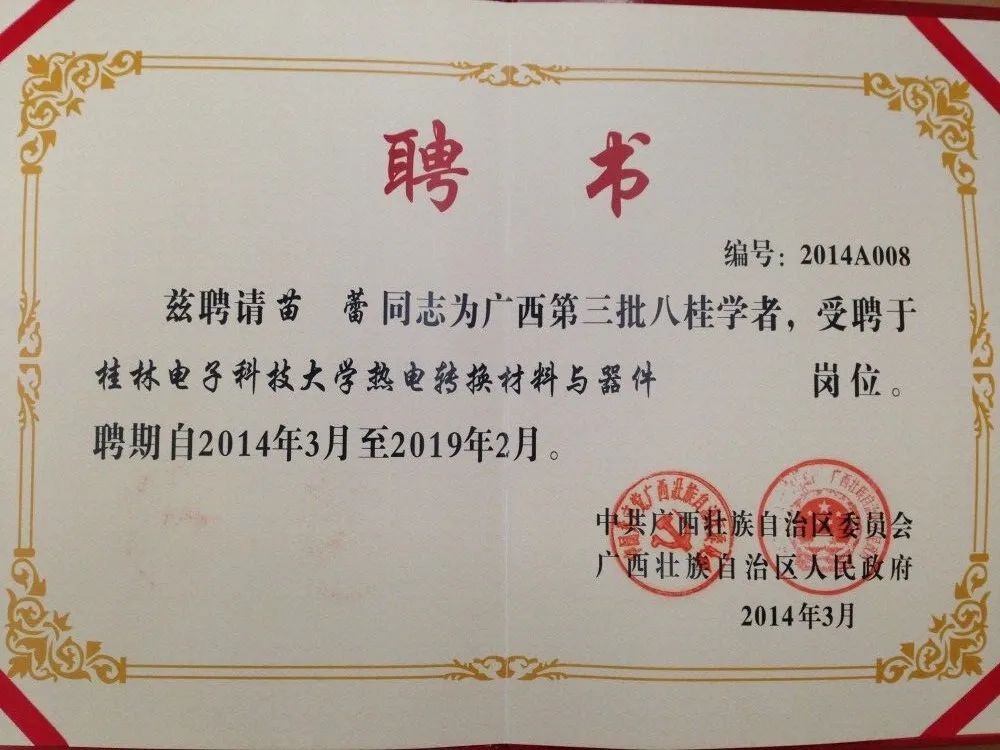 聘书
编号：2014A008
兹聘请苗 蕾同志为广西第三批八桂学者，受聘于
桂林电子科技大学热电转换材料与器件 岗位。
聘期自2014年3月至2019年2月。
中共广西壮族自治区委员会
广西壮族自治区人民政府
2014年3月